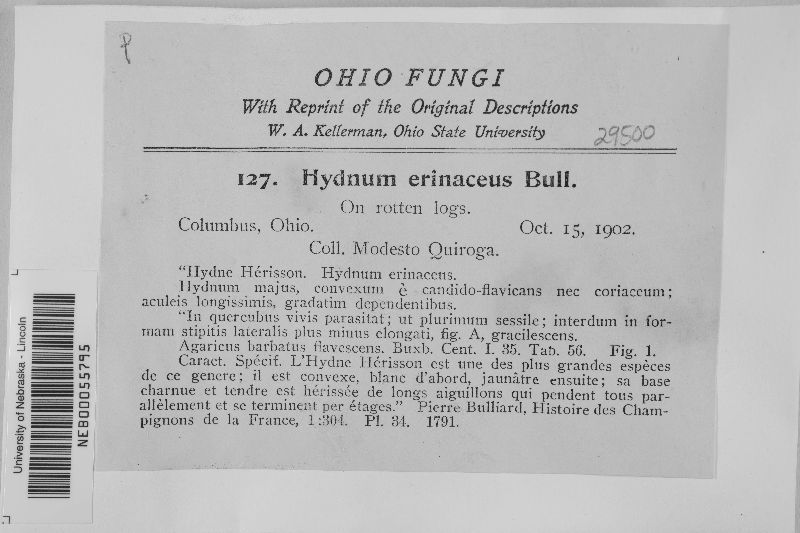 P
OHIO FUNGI
With Reprint of the Original Descriptions
W. A. Kellerman, Ohio State University
29500
127. Hydnum erinaceus Bull.
On rotten logs.
Columbus, Ohio. Oct. 15, 1902.
Coll. Modesto Quiroga.
"Hydne Hérisson. Hydnum erinaceus.
Hydnum majus, convexum è candido-flavicans nec coriaceum;
aculeis longissimis, gradatim dependentibus.
"In quercubus vivis parasitat; ut plurimum sessile; interdum in for-
mam stipitis lateralis plus minus elongati, fig. A, gracilescens.
Agaricus barbatus flavescens. Buxb. Cent. I. 35. Tab. 56. Fig. 1.
Caract. Spécif. L'Hydne Hérisson est une des plus grandes espèces
de ce genere; il est convexe, blanc d'abord, jaunâtre ensuite; sa base
charnue et tendre est hérissée de longs aiguillons qui pendent tous par-
allèlement et se terminent per étages." Pierre Bulliard, Histoire des Cham-
pignons de la France, 1:304. Pl. 34. 1791.
University of Nebraska - Lincoln
NEB00055795